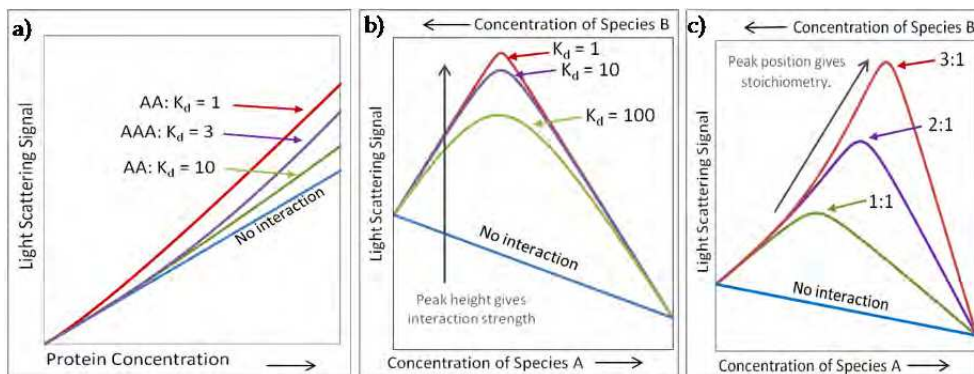 a)
Light Scattering Signal
AA: Kd = 1
AAA: Kd = 3
AA: Kd = 10
No interaction
Protein Concentration
b)
Concentration of Species B
Light Scattering Signal
Kd = 1
Kd = 10
Kd = 100
No interaction
Peak height gives
interaction strength
Concentration of Species A
c)
Concentration of Species B
Light Scattering Signal
Peak position gives
stoichiometry.
3:1
2:1
1:1
No interaction
Concentration of Species A